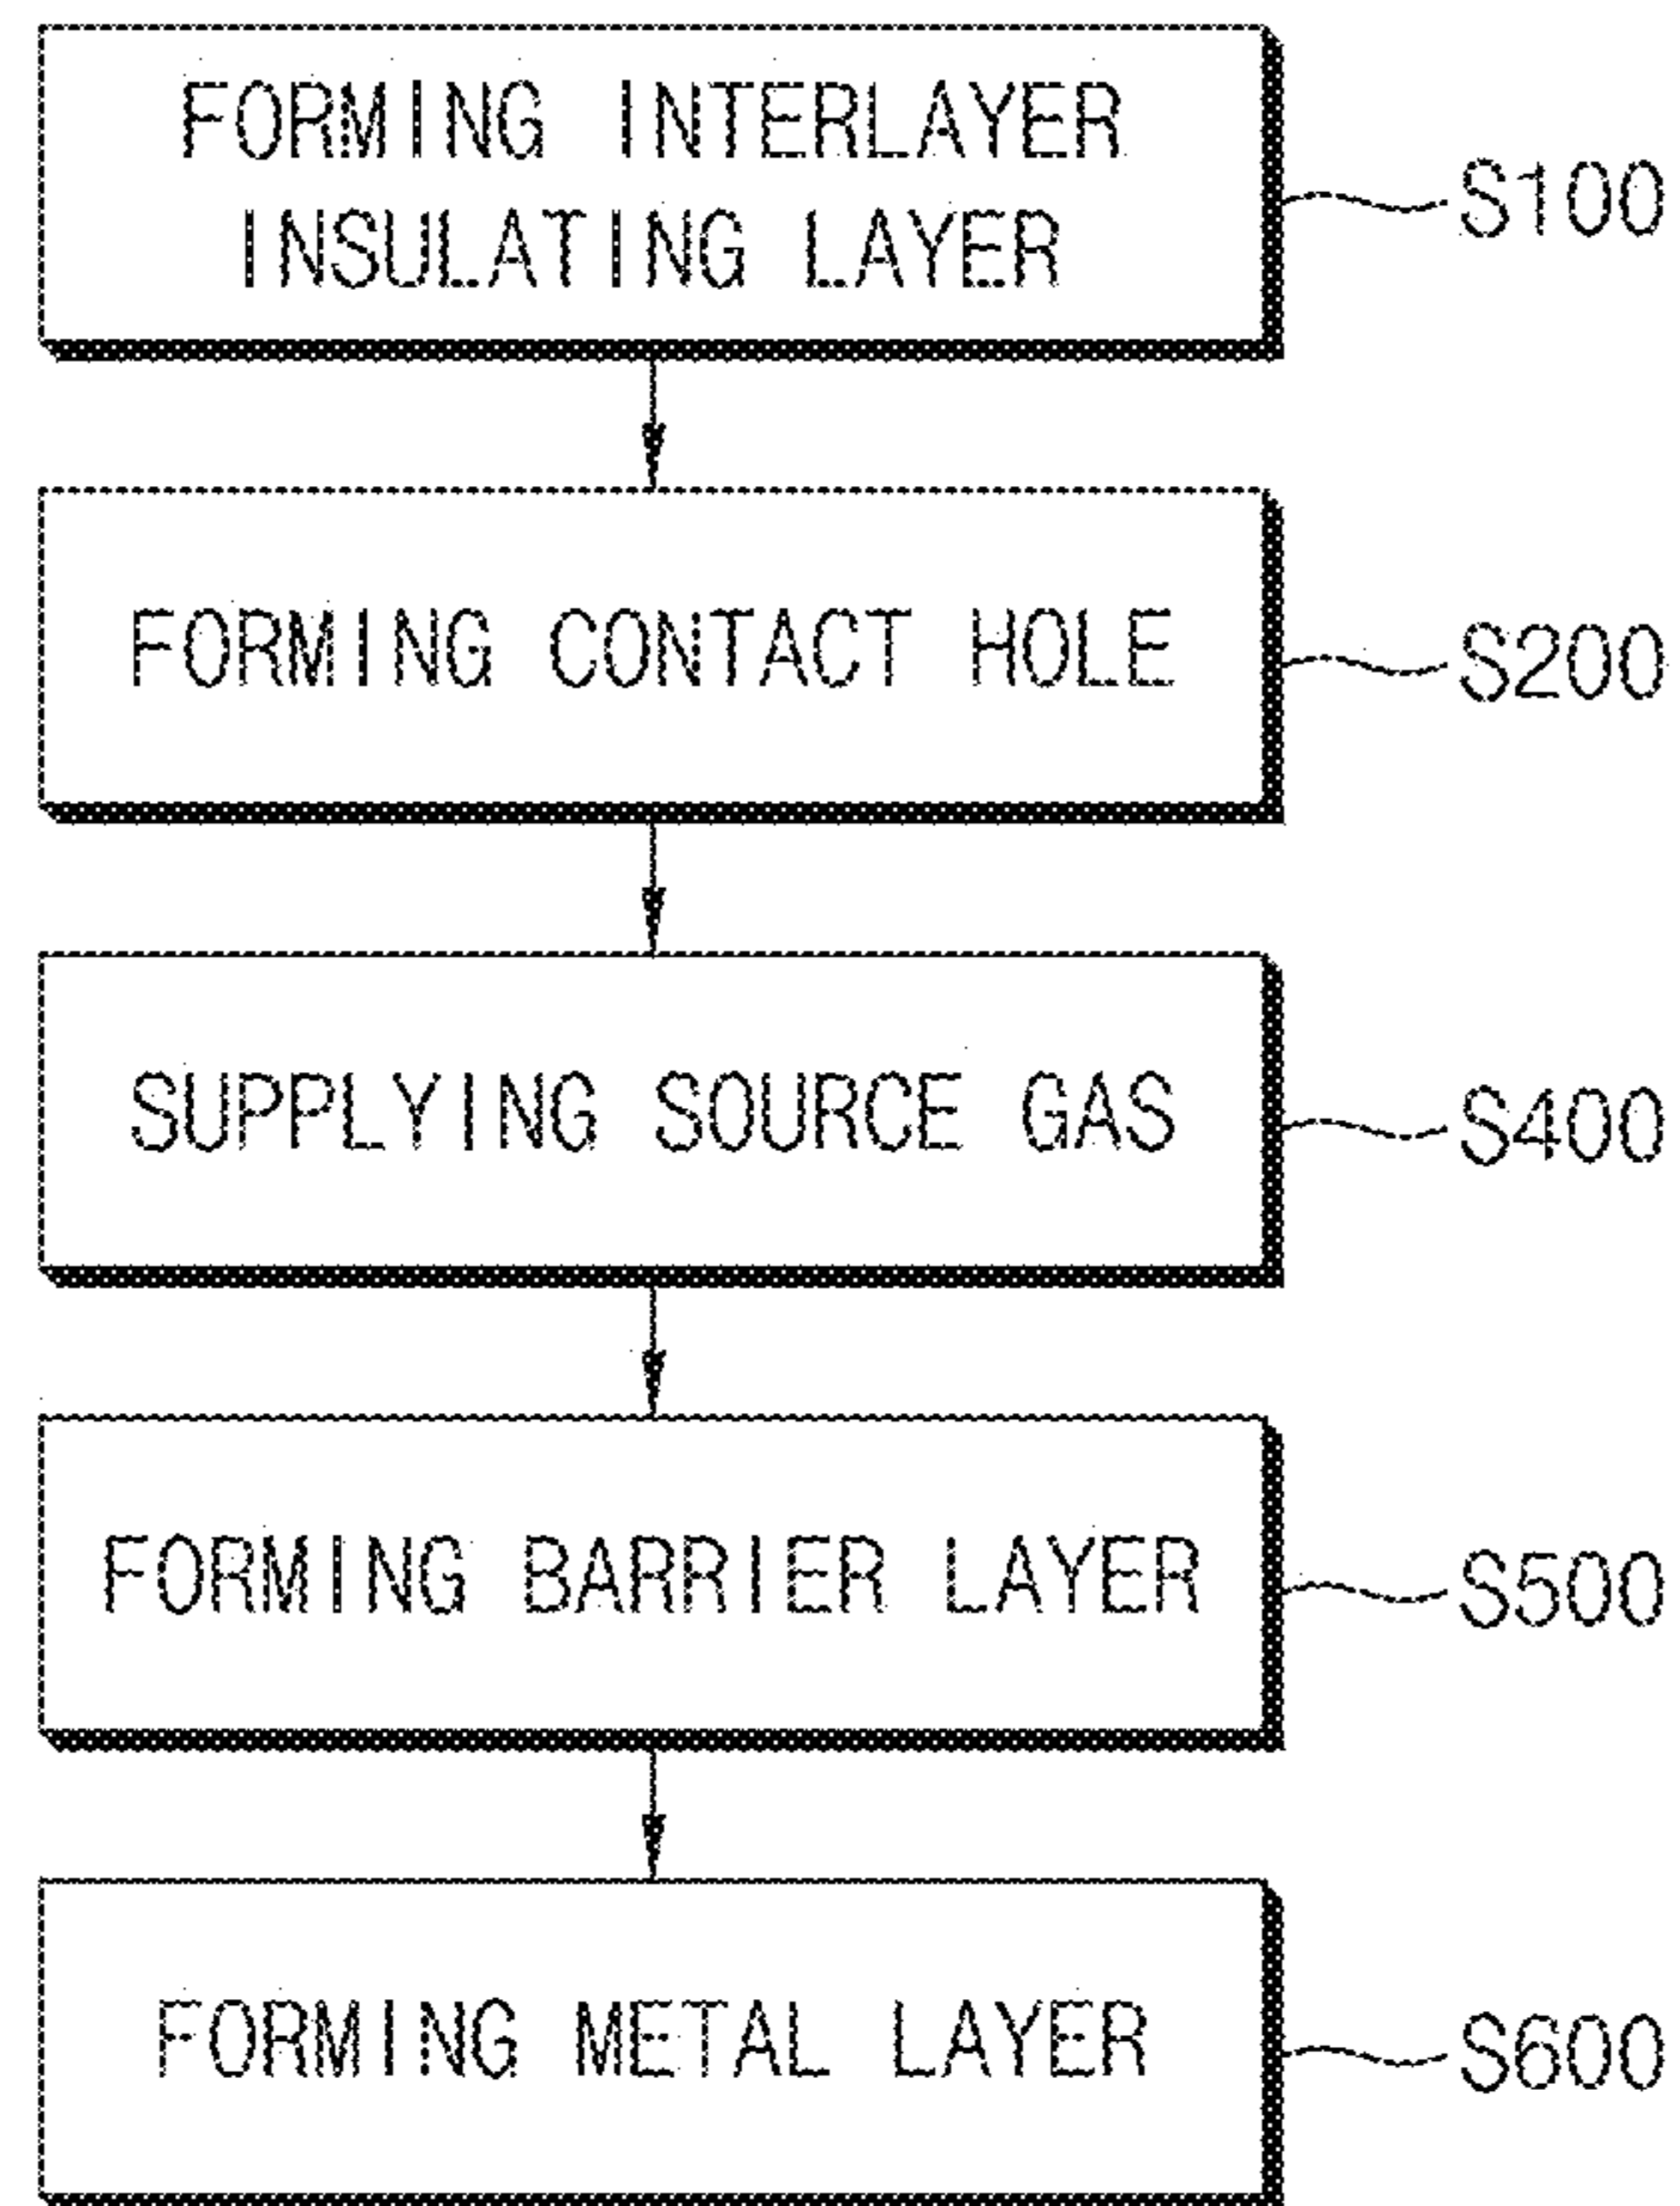 FORMING INTERLAYER
INSULATING LAYER
S100
FORMING CONTACT HOLE
S200
SUPPLYING SOURCE GAS
S400
FORMING BARRIER LAYER
S500
FORMING METAL LAYER
S600